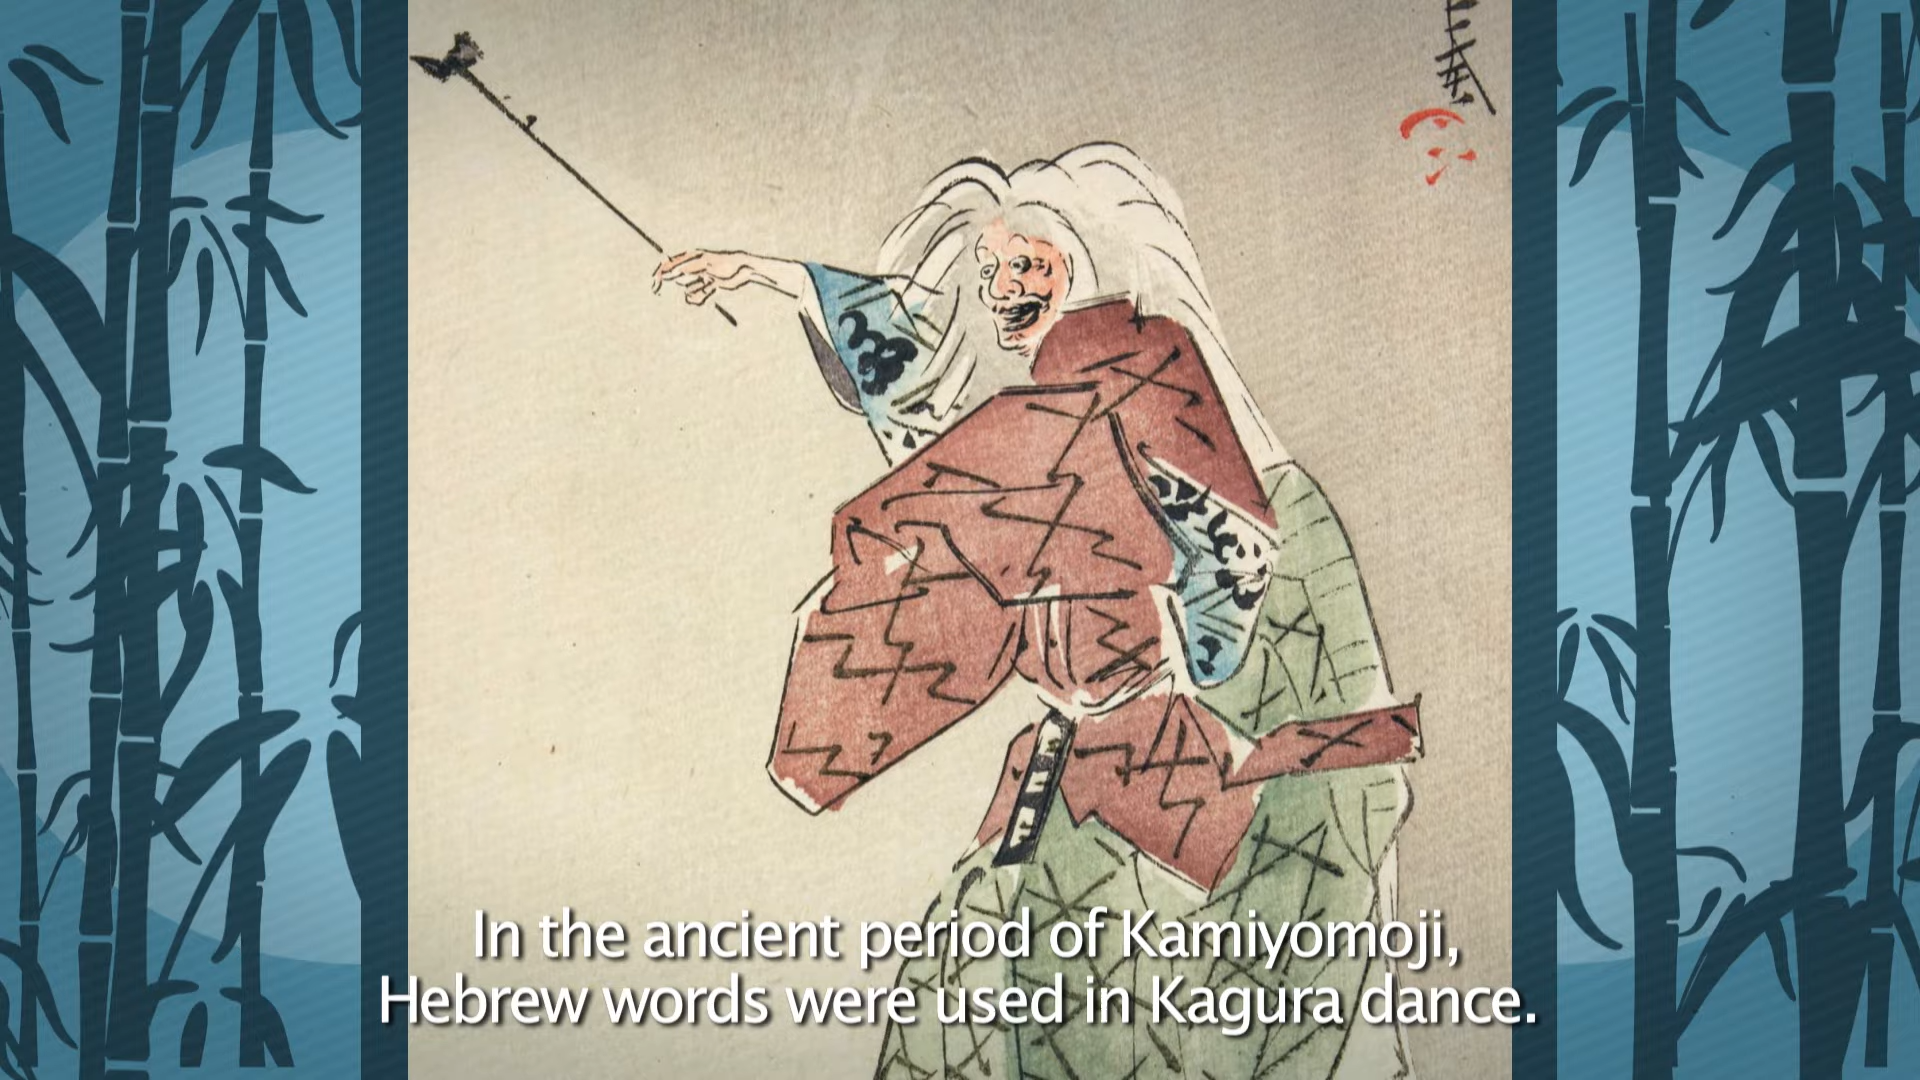 In the ancient period of Kamiyomoji,
Hebrew words were used in Kagura dance.